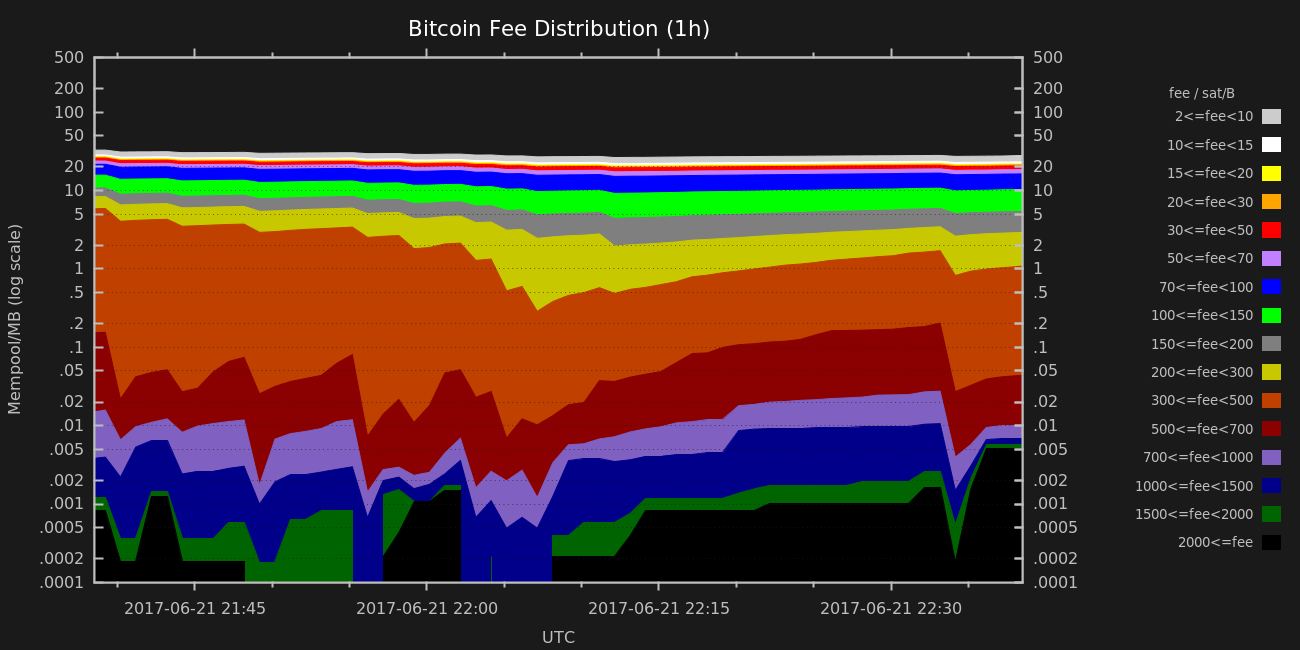 Bitcoin Fee Distribution (1h)
500 500
200 200
100 100
50 50
20 20
10 10
5 5
2 2
1 1
.5 .5
.2 .2
.1 .1
.05 .05
.02 .02
.01 .01
.005 .005
.002 .002
.001 .001
.0005 .0005
.0002 .0002
.0001 .0001
Mempool/MB (log scale)
2017-06-21 21:45 2017-06-21 22:00 2017-06-21 22:15 2017-06-21 22:30
UTC
fee / sat/B
2<=fee<10
10<=fee<15
15<=fee<20
20<=fee<30
30<=fee<50
50<=fee<70
70<=fee<100
100<=fee<150
150<=fee<200
200<=fee<300
300<=fee<500
500<=fee<700
700<=fee<1000
1000<=fee<1500
1500<=fee<2000
2000<=fee